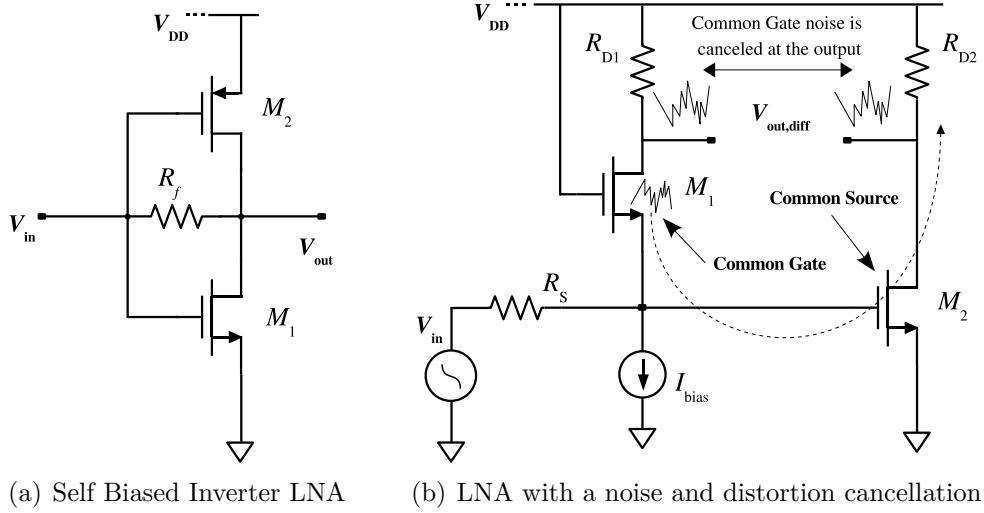 V_DD
M_2
R_f
V_in
V_out
M_1
(a) Self Biased Inverter LNA
V_DD
Common Gate noise is
canceled at the output
R_D1
R_D2
V_out,diff
M_1
Common Source
Common Gate
R_S
V_in
M_2
I_bias
(b) LNA with a noise and distortion cancellation